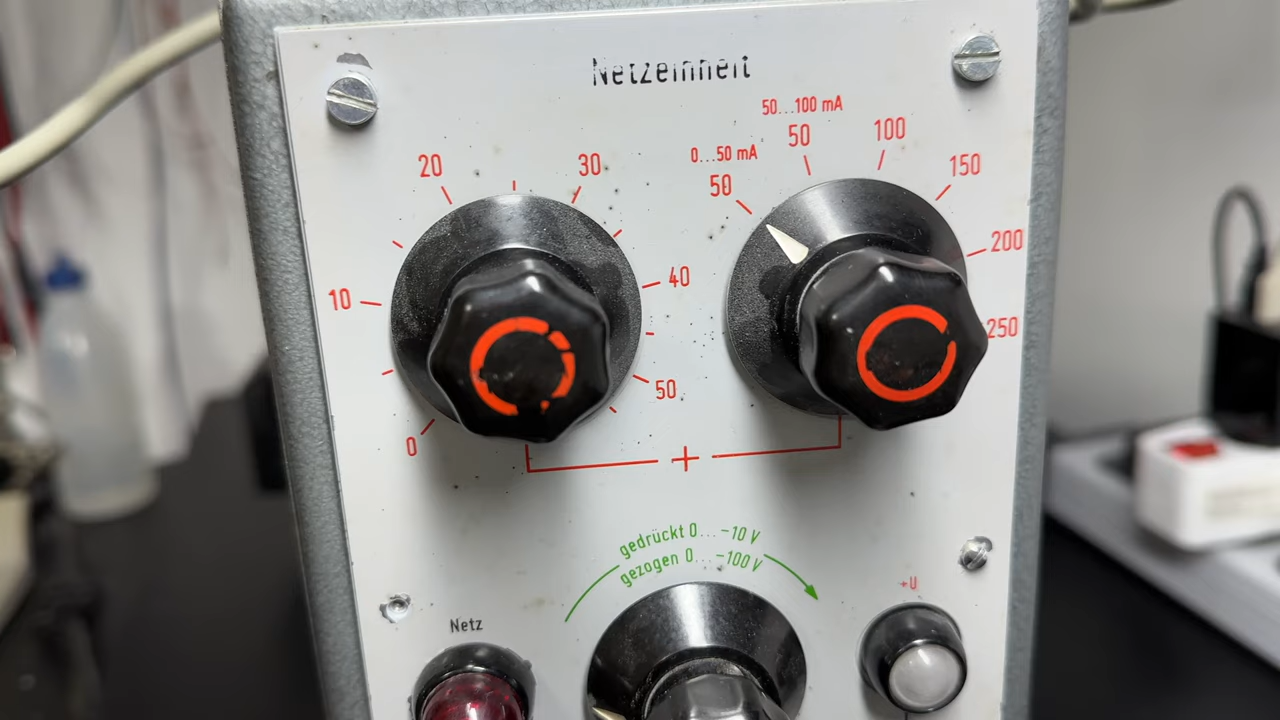 Netzeinheit
50...100 mA
0...50 mA
20 30 50 50 100 150
10 40 200
250
0 50
+
gedrückt 0...-10 V
gezogen 0...-100 V
Netz
+U